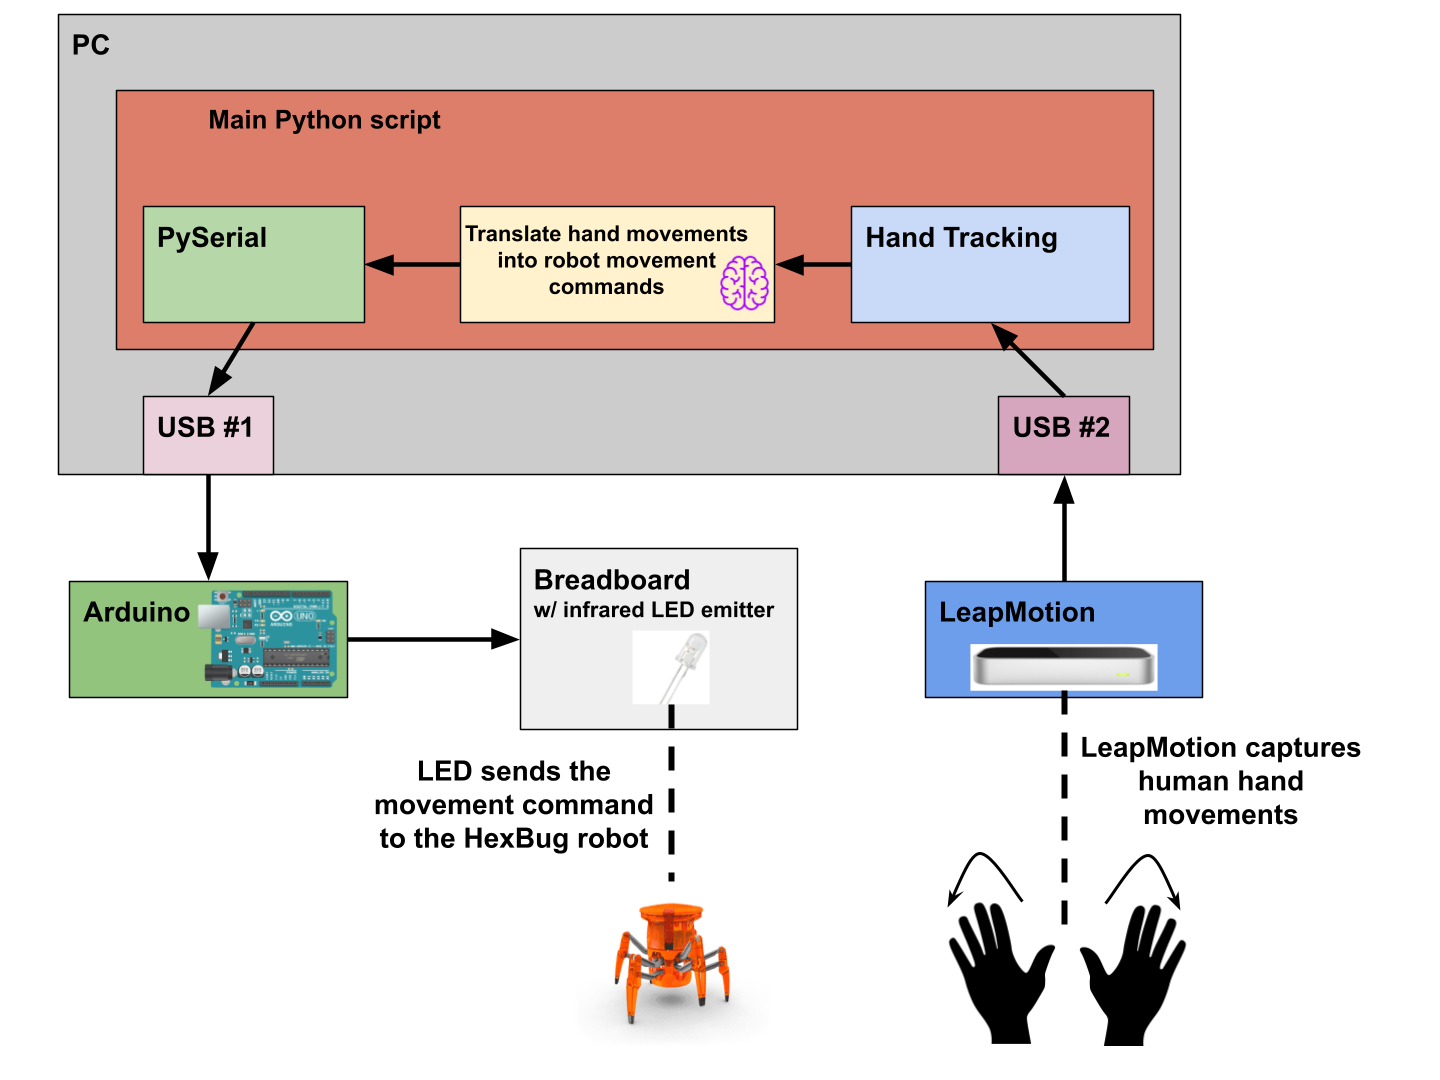 PC
Main Python script
PySerial
Translate hand movements
into robot movement
commands
Hand Tracking
USB #1
USB #2
Arduino
UNO
ARDUINO
Breadboard
w/ infrared LED emitter
LeapMotion
LED sends the
movement command
to the HexBug robot
LeapMotion captures
human hand
movements